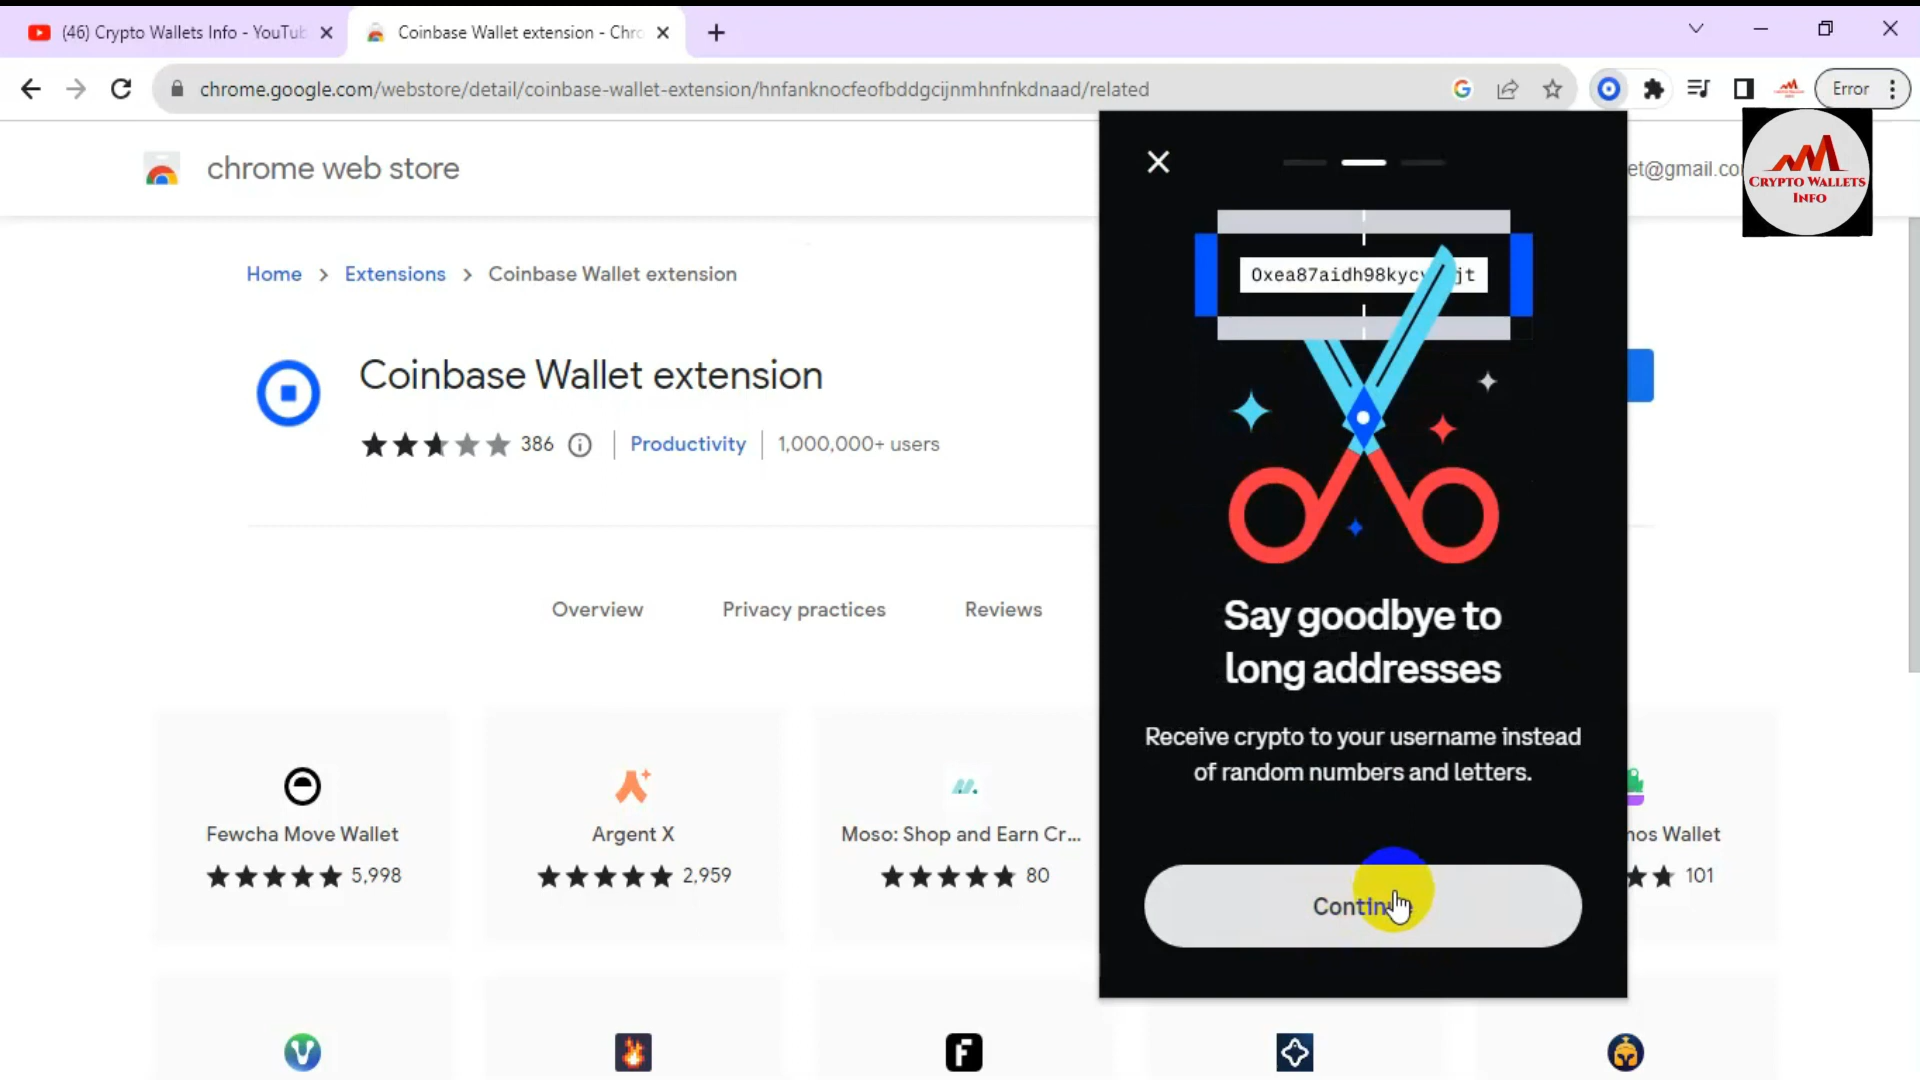 (46) Crypto Wallets Info - YouTub
Coinbase Wallet extension - Chro
chrome.google.com/webstore/detail/coinbase-wallet-extension/hnfanknocfeofbddgcijnmhnfnkdnaad/related
Error
chrome web store
et@gmail.co
CRYPTO WALLETS
INFO
Home > Extensions > Coinbase Wallet extension
Coinbase Wallet extension
386 | Productivity | 1,000,000+ users
Overview Privacy practices Reviews
Fewcha Move Wallet
5,998
Argent X
2,959
Moso: Shop and Earn Cr...
80
Wallet
101
0xea87aidh98kyc jt
Say goodbye to
long addresses
Receive crypto to your username instead
of random numbers and letters.
Continue